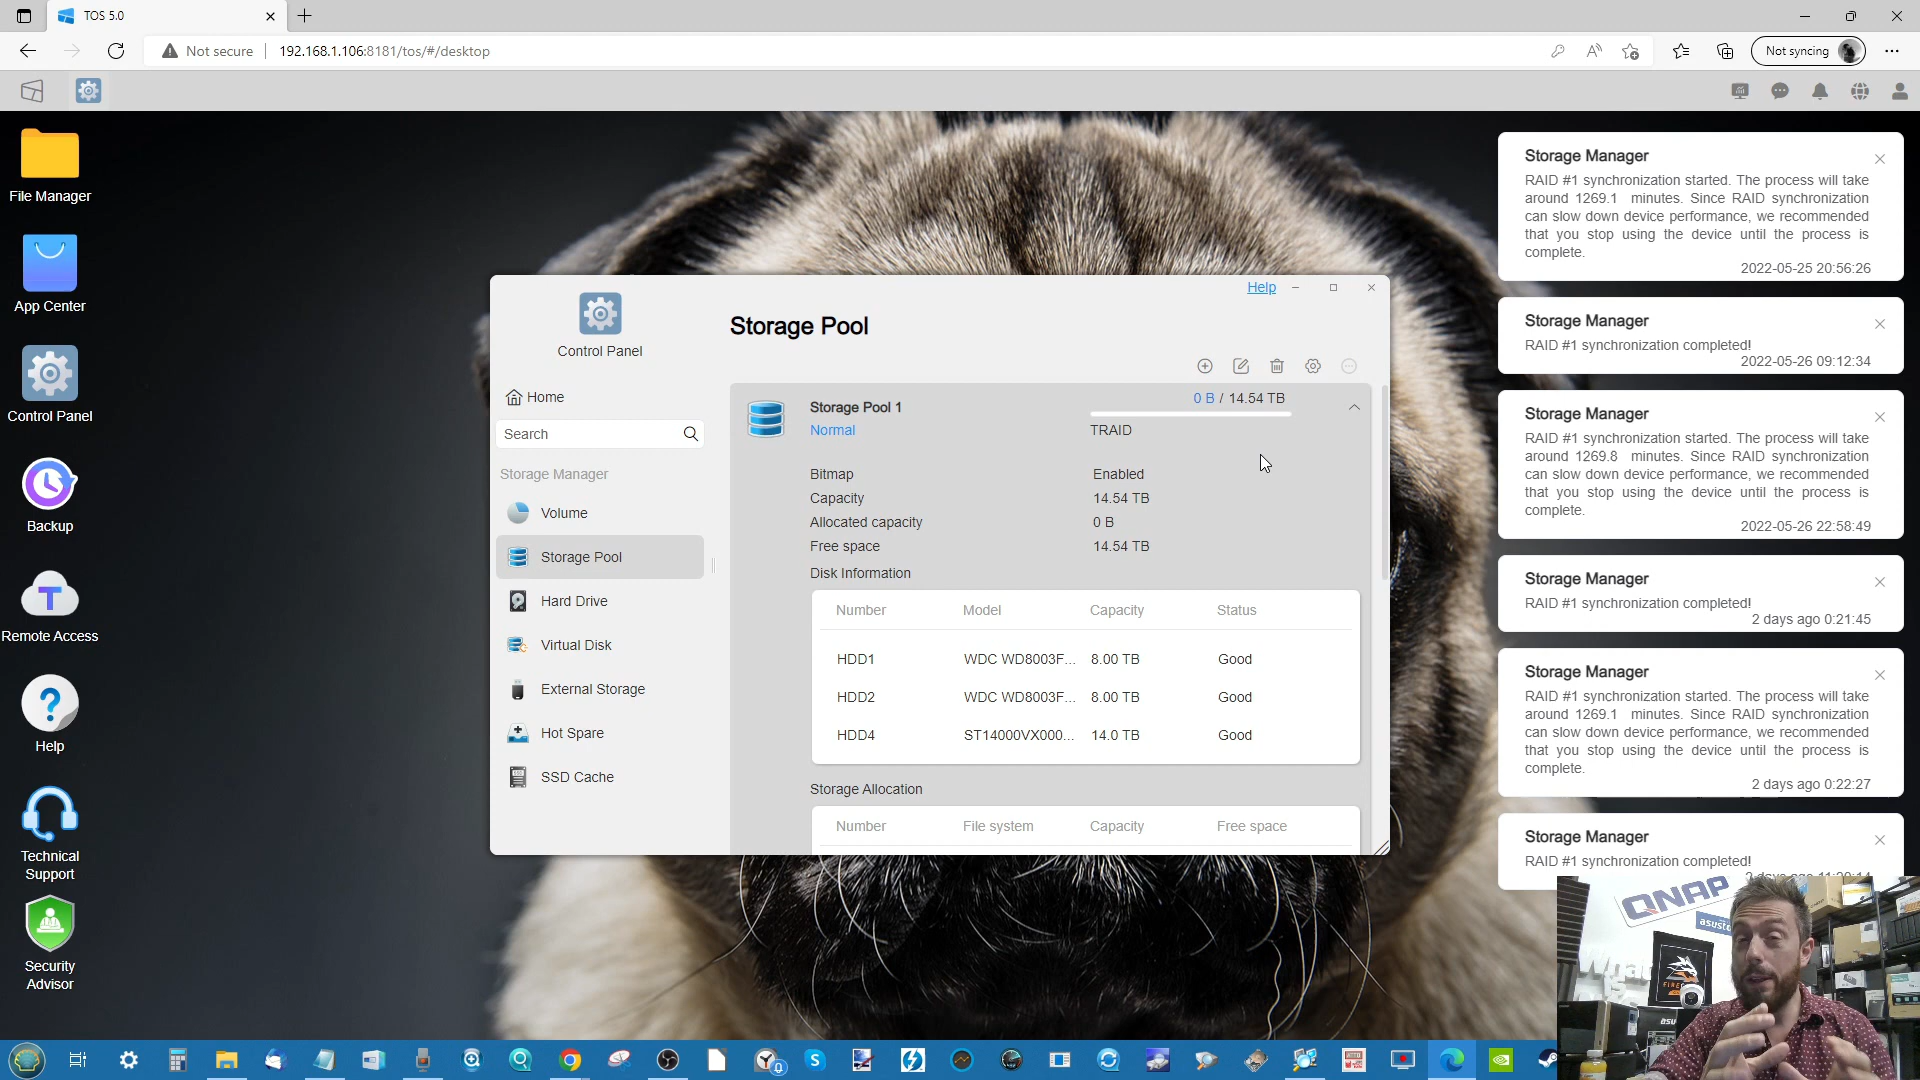 TOS 5.0
Not secure
192.168.1.106:8181/tos/#/desktop
Not syncing
File Manager
App Center
Control Panel
Backup
T
Remote Access
?
Help
Technical
Support
Security
Advisor
Help
Control Panel
Home
Search
Storage Manager
Volume
Storage Pool
Hard Drive
Virtual Disk
External Storage
Hot Spare
SSD Cache
Storage Pool
Storage Pool 1
0 B / 14.54 TB
Normal
TRAID
Bitmap Enabled
Capacity 14.54 TB
Allocated capacity 0 B
Free space 14.54 TB
Disk Information
Number Model Capacity Status
HDD1 WDC WD8003F... 8.00 TB Good
HDD2 WDC WD8003F... 8.00 TB Good
HDD4 ST14000VX000... 14.0 TB Good
Storage Allocation
Number File system Capacity Free space
Storage Manager
RAID #1 synchronization started. The process will take
around 1269.1 minutes. Since RAID synchronization
can slow down device performance, we recommended
that you stop using the device until the process is
complete.
2022-05-25 20:56:26
Storage Manager
RAID #1 synchronization completed!
2022-05-26 09:12:34
Storage Manager
RAID #1 synchronization started. The process will take
around 1269.8 minutes. Since RAID synchronization
can slow down device performance, we recommended
that you stop using the device until the process is
complete.
2022-05-26 22:58:49
Storage Manager
RAID #1 synchronization completed!
2 days ago 0:21:45
Storage Manager
RAID #1 synchronization started. The process will take
around 1269.1 minutes. Since RAID synchronization
can slow down device performance, we recommended
that you stop using the device until the process is
complete.
2 days ago 0:22:27
Storage Manager
RAID #1 synchronization completed!
QNAP